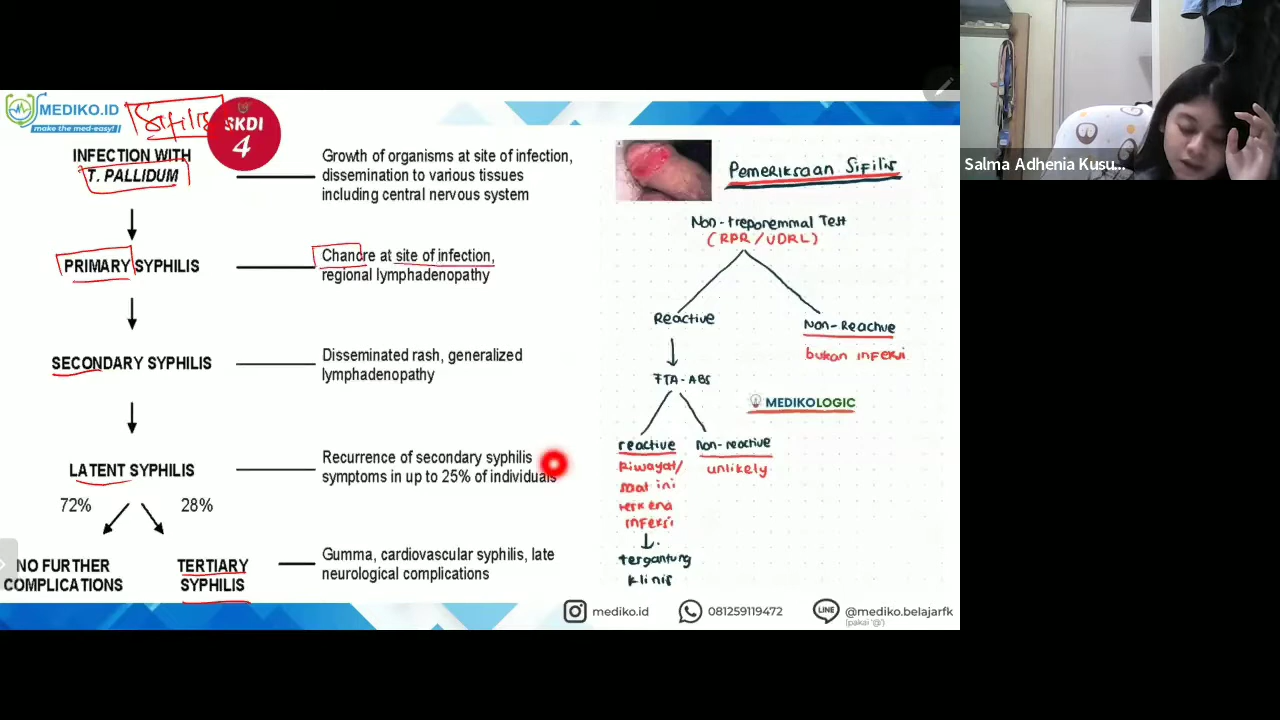 MEDIKO.ID
make the med-easy!
Sifilis
SKDI
4
INFECTION WITH
T. PALLIDUM
Growth of organisms at site of infection,
dissemination to various tissues
including central nervous system
PRIMARY SYPHILIS
Chancre at site of infection,
regional lymphadenopathy
SECONDARY SYPHILIS
Disseminated rash, generalized
lymphadenopathy
LATENT SYPHILIS
Recurrence of secondary syphilis
symptoms in up to 25% of individuals
72%
28%
NO FURTHER
COMPLICATIONS
TERTIARY
SYPHILIS
Gumma, cardiovascular syphilis, late
neurological complications
Pemeriksaan Sifilis
Non-treponemmal Test
(RPR/VDRL)
Reactive
Non-Reactive
bukan infeksi
FTA-ABS
MEDIKOLOGIC
reactive
non-reactive
Riwayat/
saat ini
terkena
infeksi
unlikely
tergantung
klinis
mediko.id
081259119472
LINE
@mediko.belajarfk
(pakai '@')
Salma Adhenia Kusu...